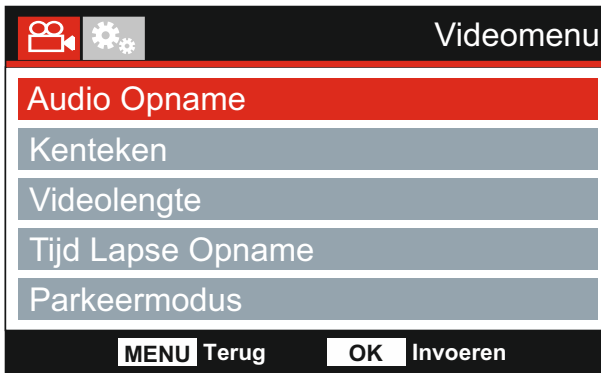 Videomenu
Audio Opname
Kenteken
Videolengte
Tijd Lapse Opname
Parkeermodus
MENU Terug OK Invoeren